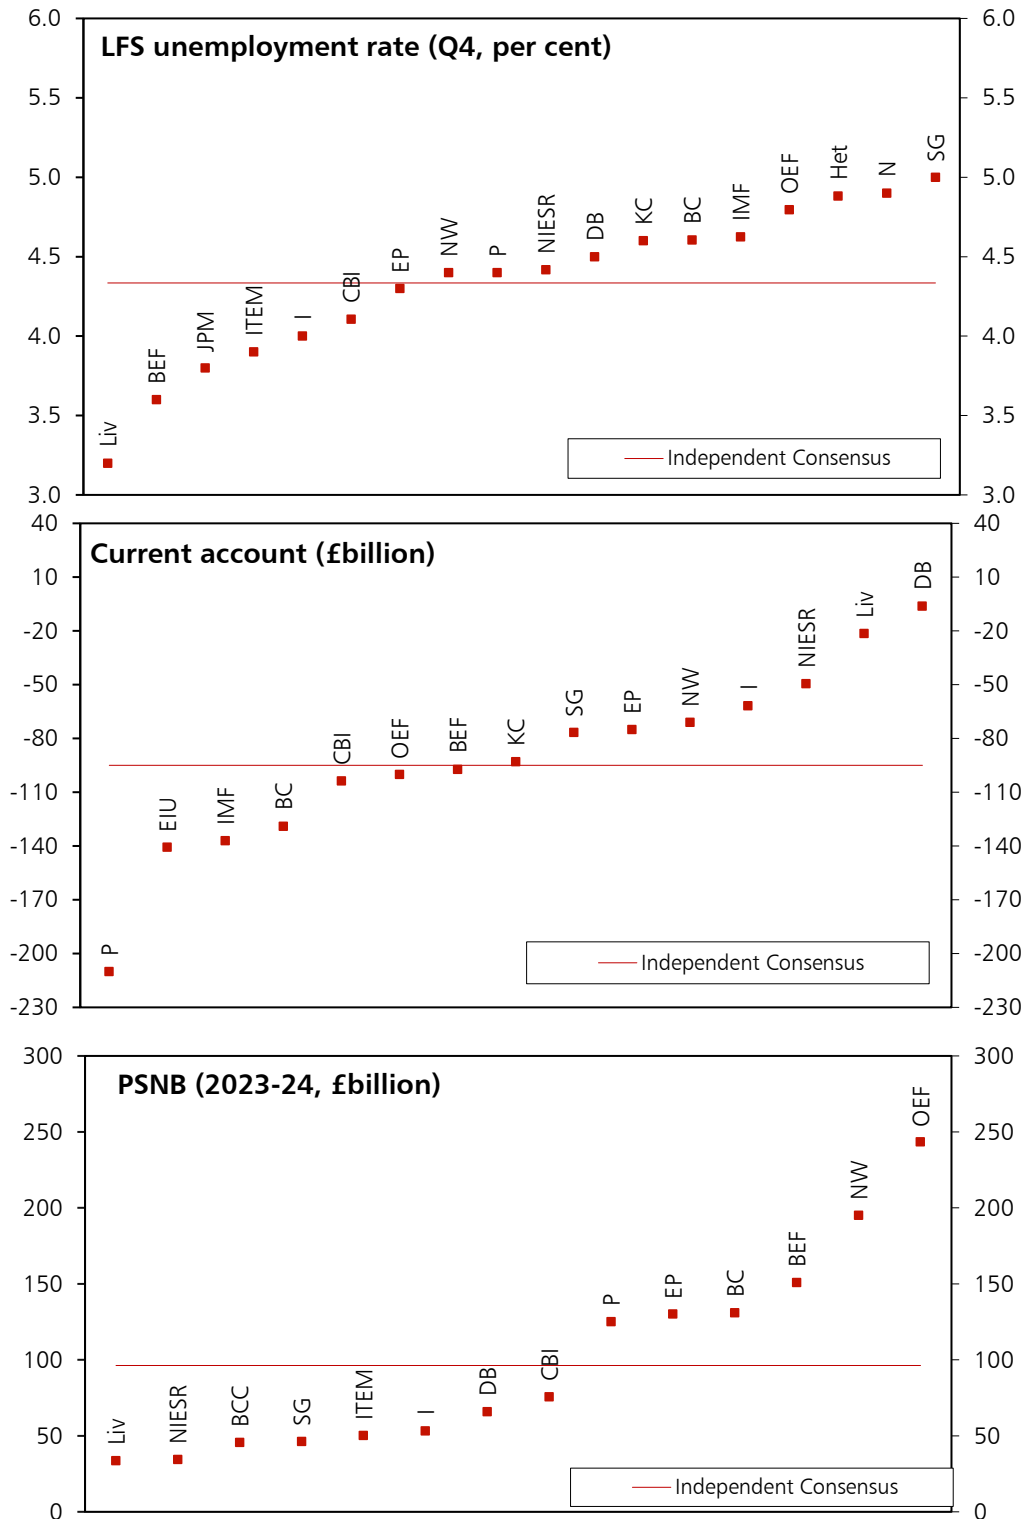 LFS unemployment rate (Q4, per cent)
6.0 6.0
5.5 5.5
5.0 5.0
4.5 4.5
4.0 4.0
3.5 3.5
3.0 3.0
Liv BEF JPM ITEM I CBI EP NW P NIESR DB KC BC IMF OEF Het N SG
Independent Consensus
Current account (£billion)
40 40
10 10
-20 -20
-50 -50
-80 -80
-110 -110
-140 -140
-170 -170
-200 -200
-230 -230
P EIU IMF BC CBI OEF BEF KC SG EP NW I NIESR Liv DB
Independent Consensus
PSNB (2023-24, £billion)
300 300
250 250
200 200
150 150
100 100
50 50
0 0
Liv NIESR BCC SG ITEM I DB CBI P EP BC BEF NW OEF
Independent Consensus